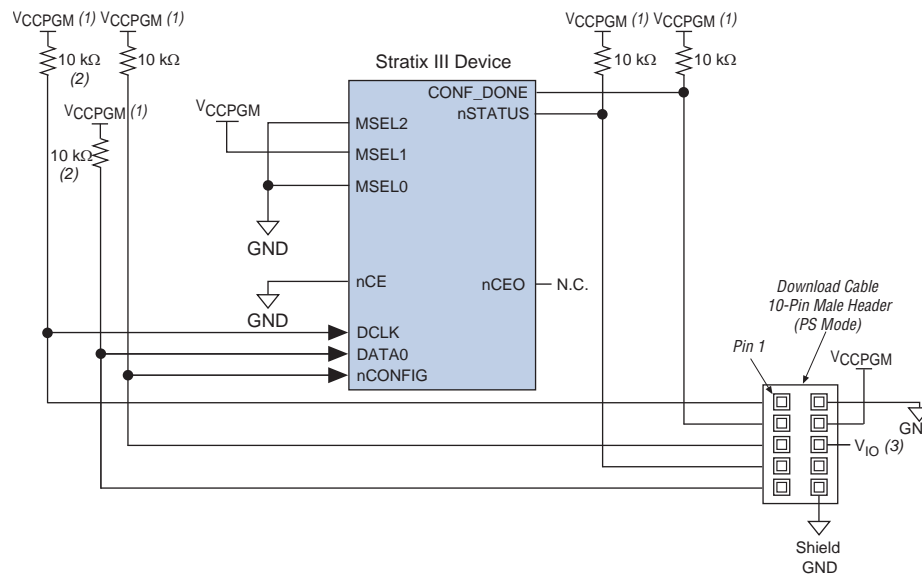 VCCPGM (1)
VCCPGM (1)
10 kΩ
(2)
10 kΩ
VCCPGM (1)
10 kΩ
(2)
VCCPGM
GND
GND
Stratix III Device
MSEL2
MSEL1
MSEL0
nCE
DCLK
DATA0
nCONFIG
CONF_DONE
nSTATUS
nCEO
N.C.
VCCPGM (1)
VCCPGM (1)
10 kΩ
10 kΩ
Download Cable
10-Pin Male Header
(PS Mode)
Pin 1
VCCPGM
GN
VIO (3)
Shield
GND